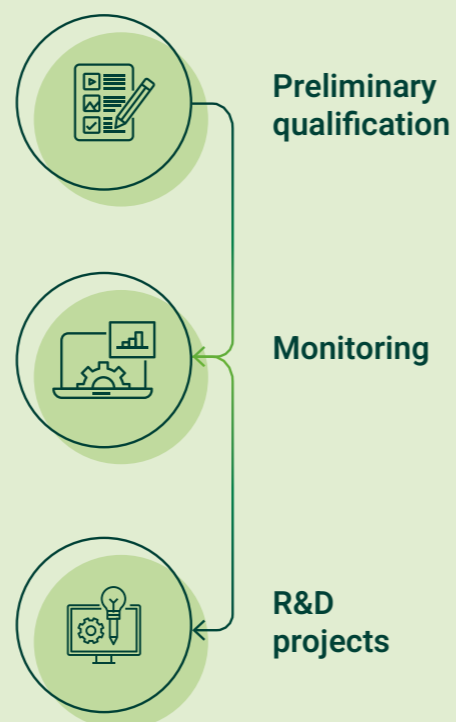 Preliminary
qualification
Monitoring
R&D
projects